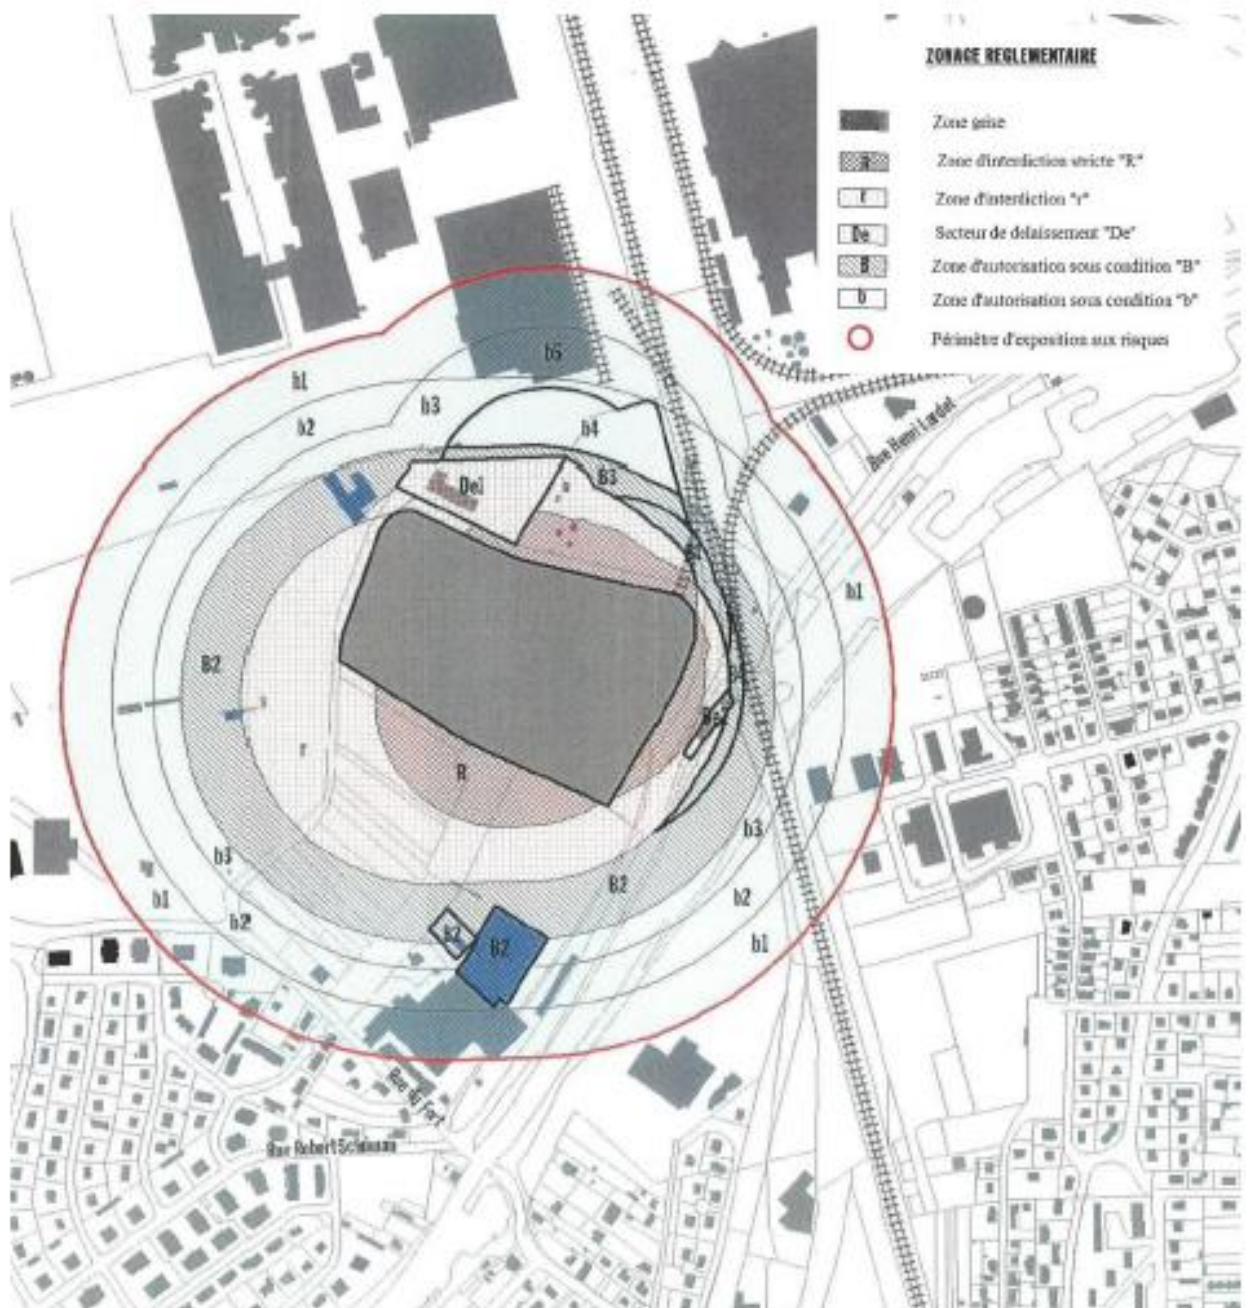 ZONAGE REGLEMENTAIRE
Zone grise
R Zone d'interdiction stricte "R"
r Zone d'interdiction "r"
De Secteur de delaissement "De"
B Zone d'autorisation sous condition "B"
b Zone d'autorisation sous condition "b"
Périmètre d'exposition aux risques
b5
b1
b3
b2
b4
Rue Henri Lardet
B3
De1
b1
B2
r
R
b3
b3
B2
b1
b2
b2
B2
b1
Rue du Fort
Rue Robert Schuman